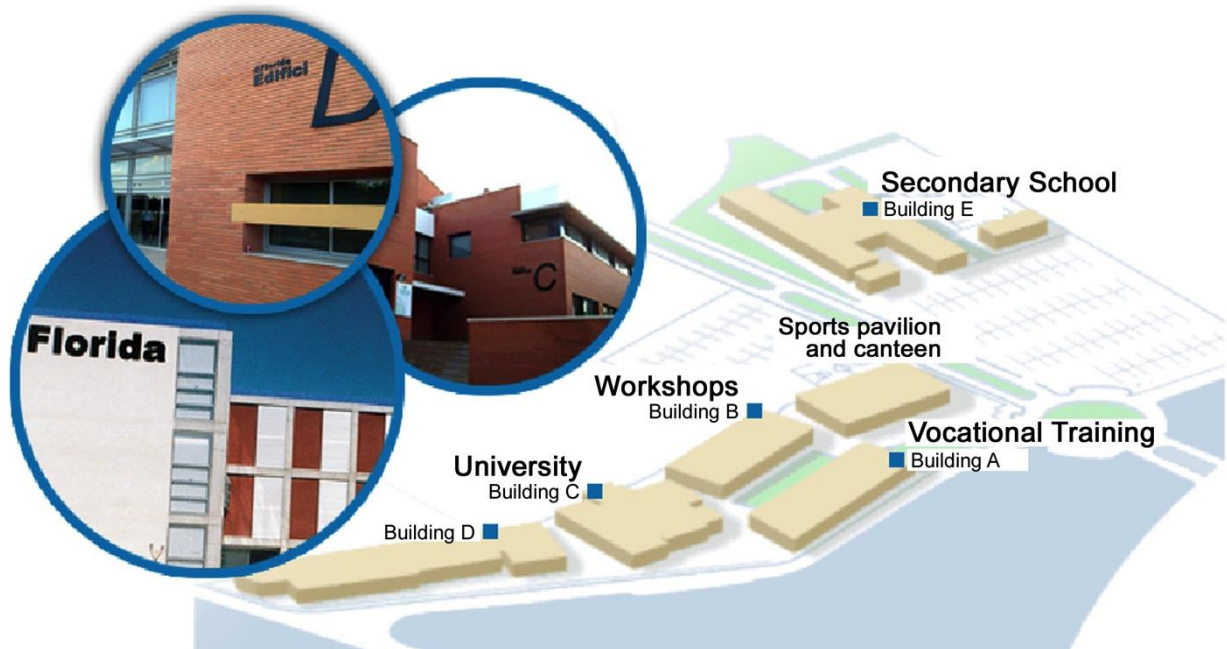 Edifici
D
C
Florida
Secondary School
Building E
Sports pavilion
and canteen
Workshops
Building B
Vocational Training
Building A
University
Building C
Building D